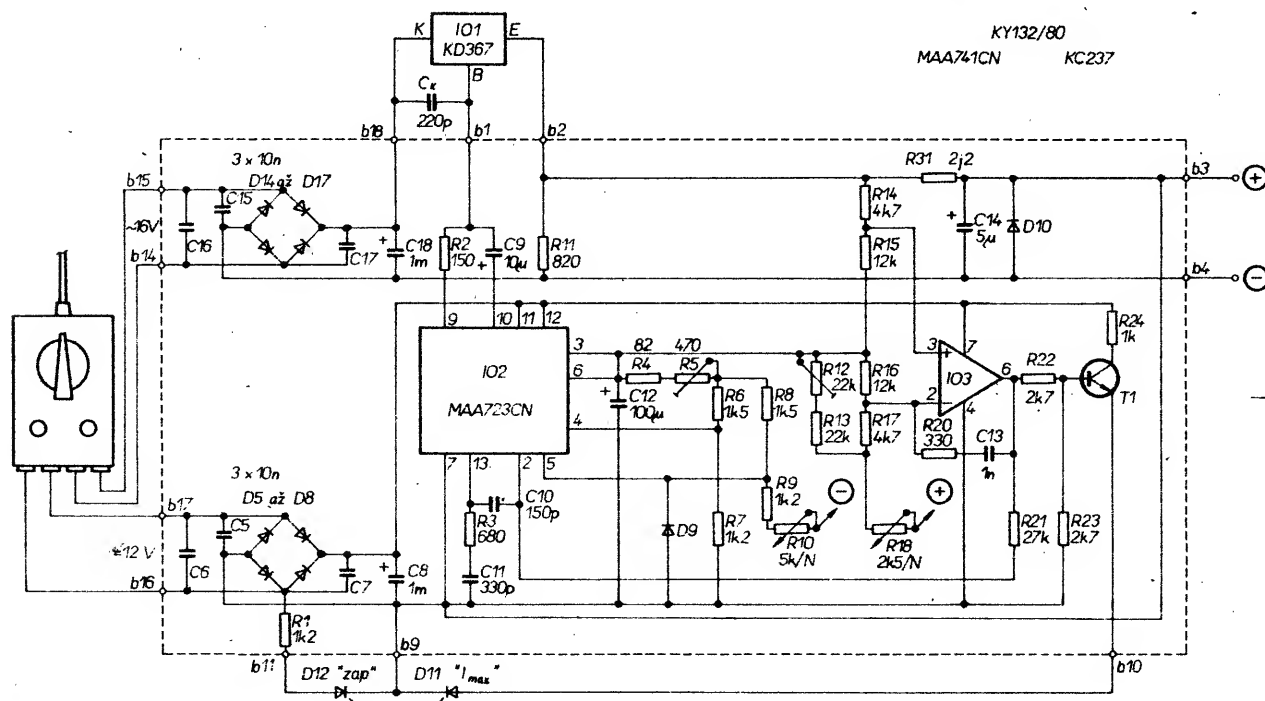 KY132/80
MAA741CN KC237
K IO1 E
KD367
B
Cx
220p
b18 b1 b2
3 x 10n
D14 až D17
b15
C15
~16V
C16
b14
C17
+ C18
1m
R2
150
C9
+ 10µ
R11
820
R31 2j2
b3 +
R14
4k7
R15
12k
+ C14
5µ
D10
b4 −
9 10 11 12
IO2
MAA723CN
3
6
4
7 13 2 5
82 470
R4 R5
+ C12
100µ
R6
1k5
R8
1k5
R12
22k
R13
22k
R16
12k
R17
4k7
3 +
2 −
IO3
7
4
6
R22
2k7
R24
1k
T1
R20
330
C13
1n
3 x 10n
D5 až D8
b17
C5
12 V
C6
b16
C7
+ C8
1m
C10
150p
R3
680
C11
330p
D9
R7
1k2
R9
1k2
−
R10
5k/N
+
R18
2k5/N
R21
27k
R23
2k7
R1
1k2
b11
b9
b10
D12 "zap" D11 "Imax"